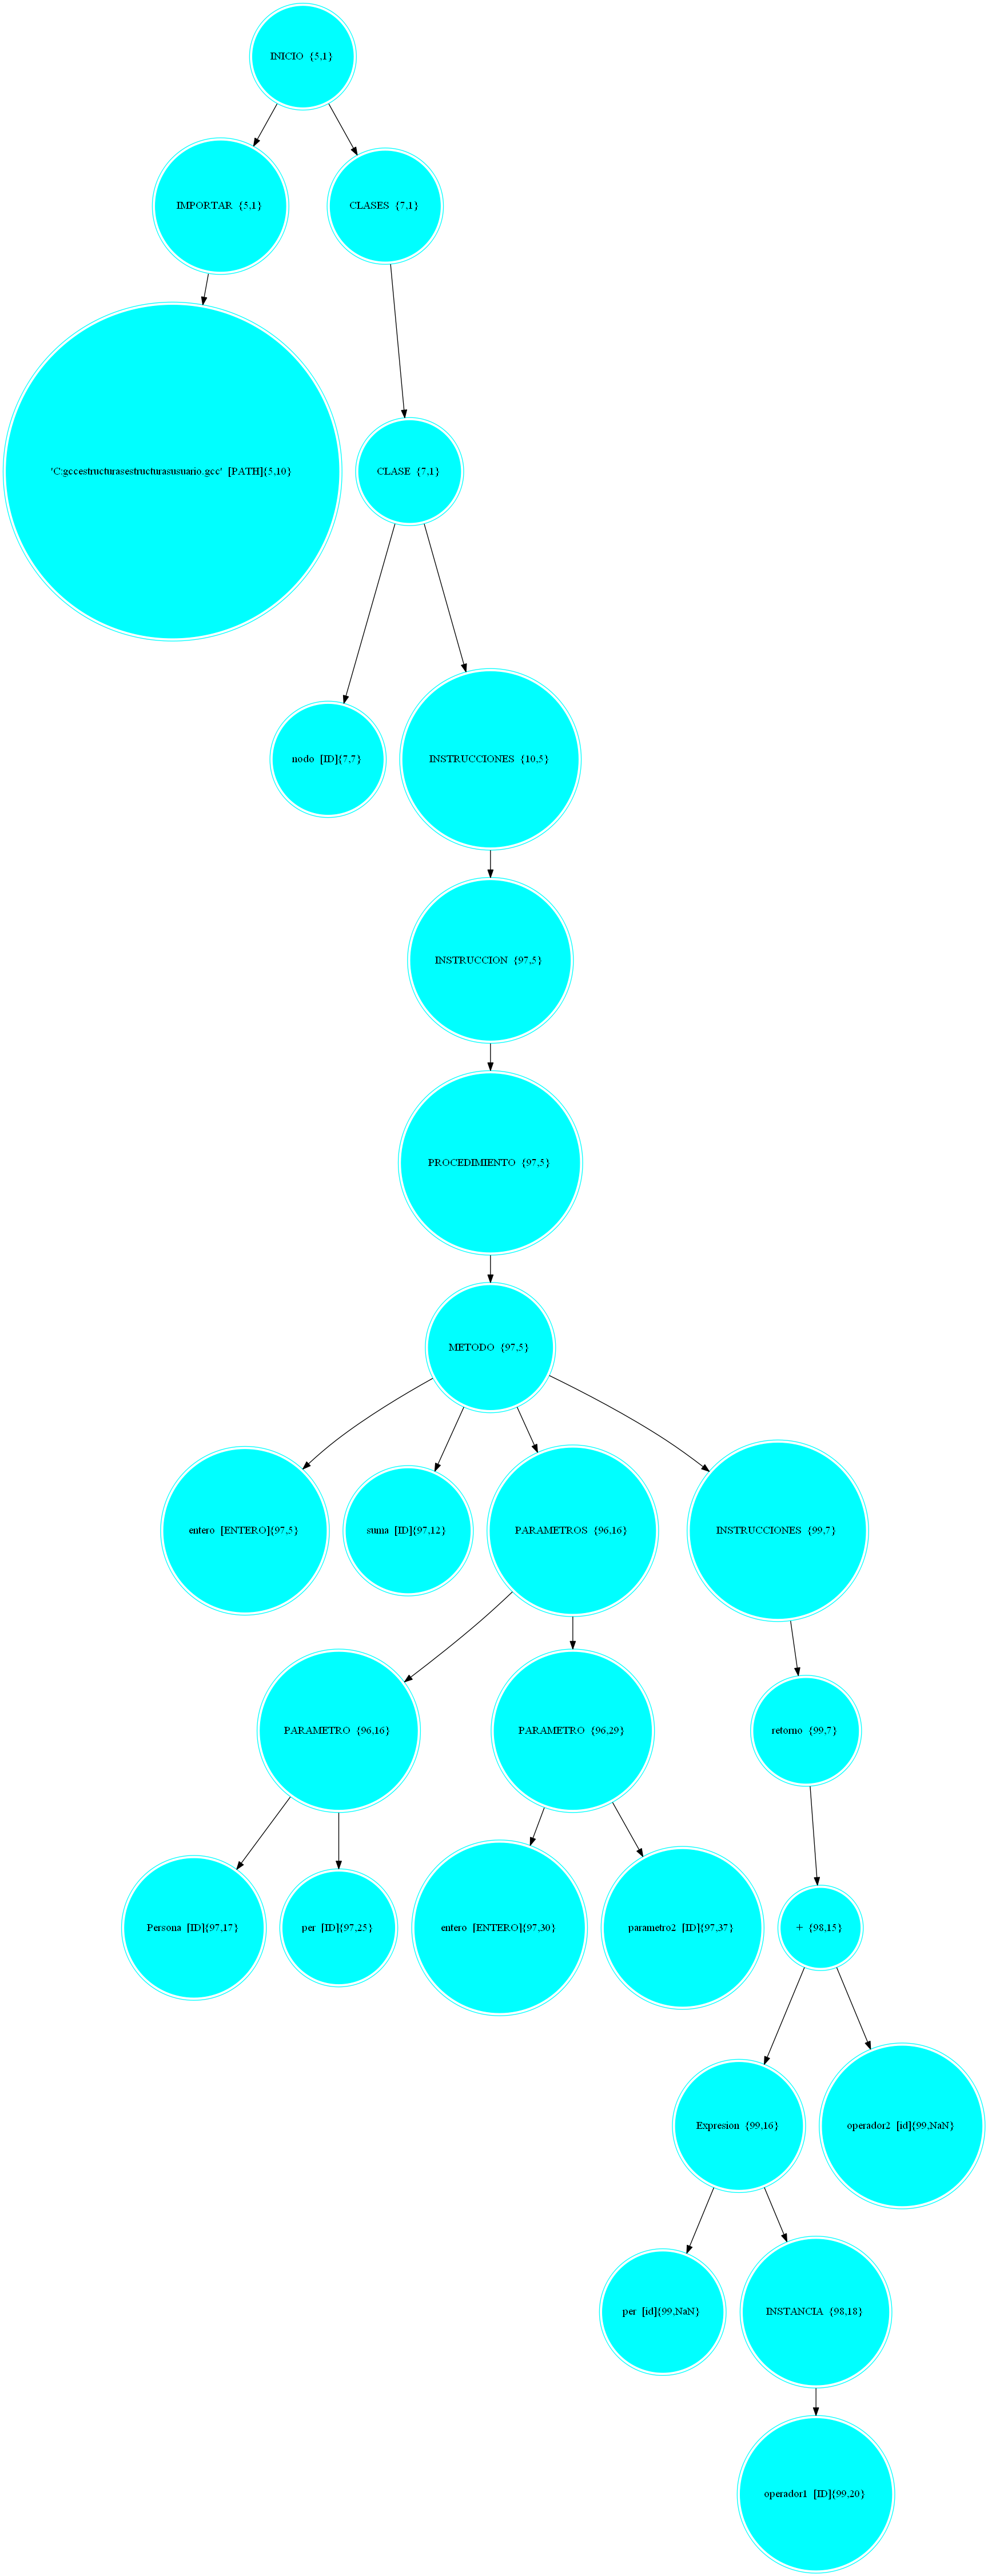 INICIO {5,1}
IMPORTAR {5,1}
CLASES {7,1}
'C:gccestructurasestructurasusuario.gcc' [PATH]{5,10}
CLASE {7,1}
nodo [ID]{7,7}
INSTRUCCIONES {10,5}
INSTRUCCION {97,5}
PROCEDIMIENTO {97,5}
METODO {97,5}
entero [ENTERO]{97,5}
suma [ID]{97,12}
PARAMETROS {96,16}
INSTRUCCIONES {99,7}
PARAMETRO {96,16}
PARAMETRO {96,29}
retorno {99,7}
Persona [ID]{97,17}
per [ID]{97,25}
entero [ENTERO]{97,30}
parametro2 [ID]{97,37}
+ {98,15}
Expresion {99,16}
operador2 [id]{99,NaN}
per [id]{99,NaN}
INSTANCIA {98,18}
operador1 [ID]{99,20}